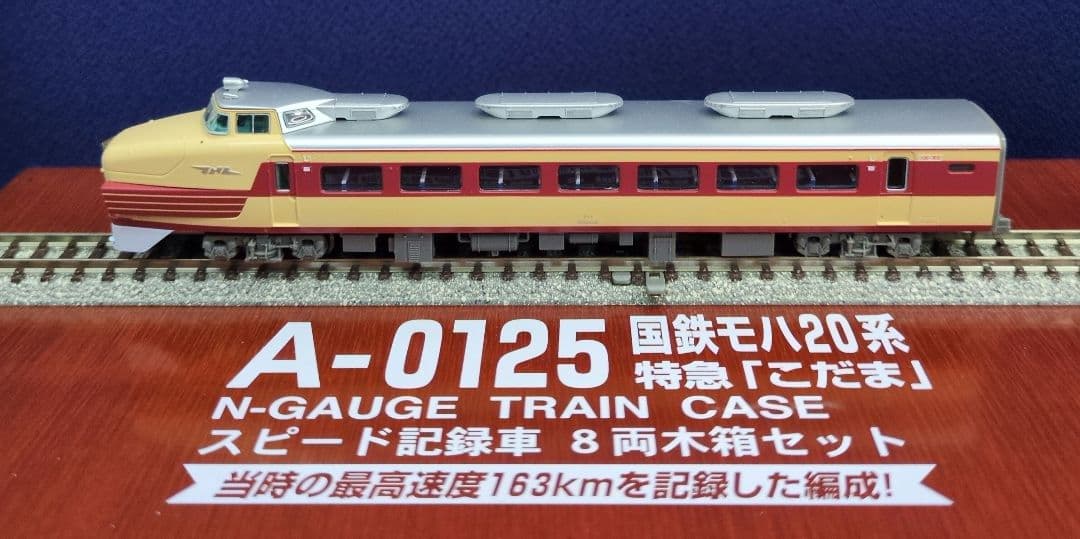 A-0125
国鉄モハ20系
特急「こだま」
N-GAUGE TRAIN CASE
スピード記録車 8両木箱セット
当時の最高速度163kmを記録した編成!